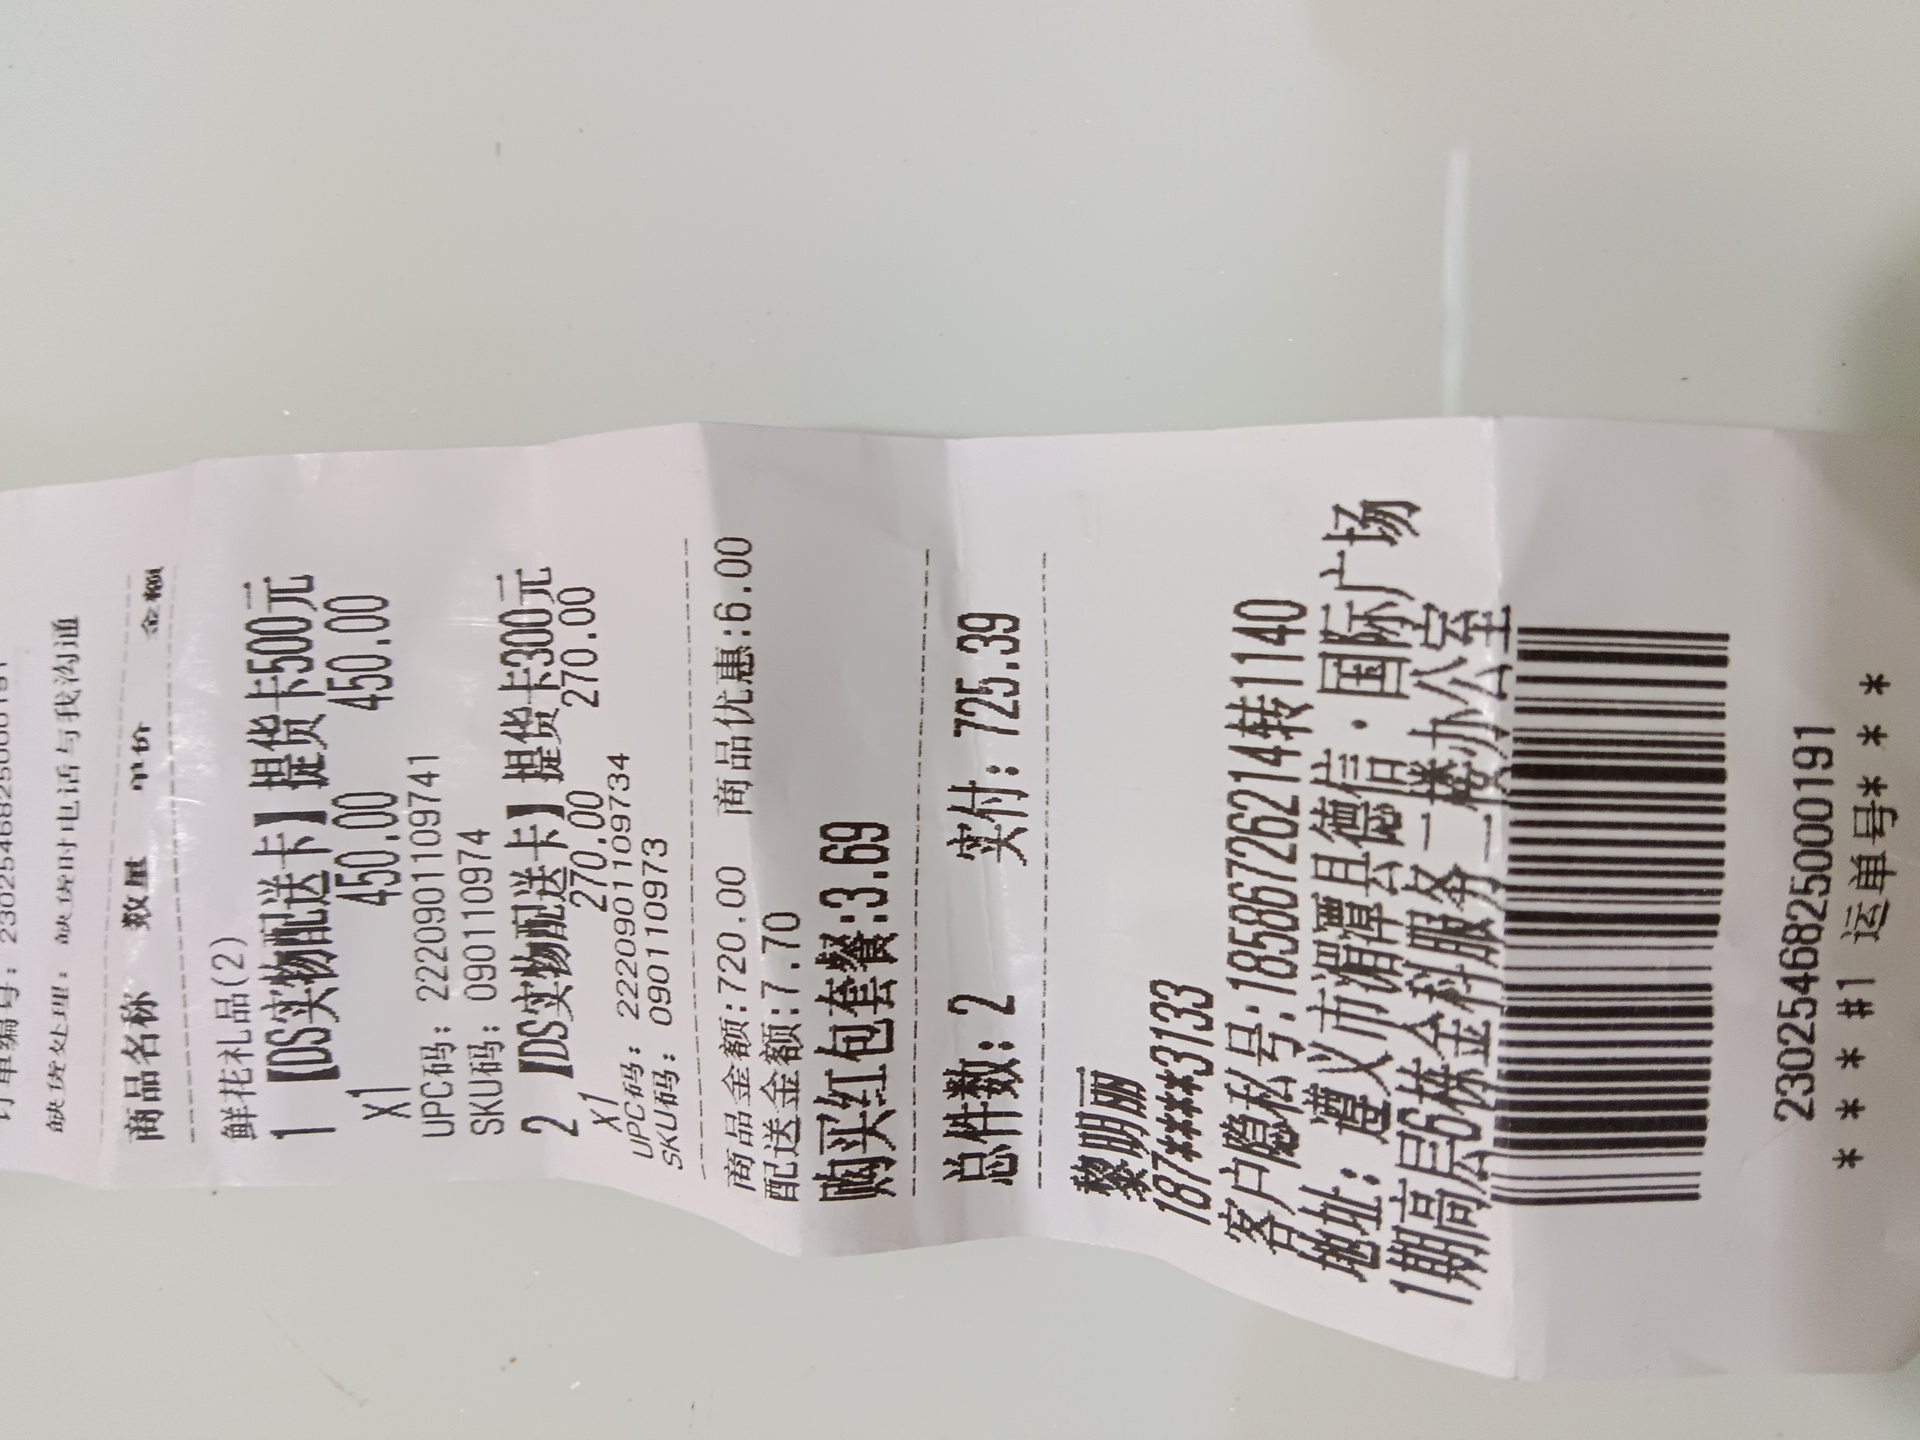 订单编号：2302546825000191
缺货处理： 缺货时电话与我沟通
商品名称 数量 单价 金额
鲜花礼品(2)
1 【DS实物配送卡】提货卡500元
x1 450.00 450.00
UPC码：2220901109741
SKU码：090110974
2 【DS实物配送卡】提货卡300元
x1 270.00 270.00
UPC码：2220901109734
SKU码：090110973
商品金额:720.00 商品优惠:6.00
配送金额:7.70
购买红包套餐:3.69
总件数：2 实付：725.39
黎明丽
187****3133
客户隐私号:18586726214转1140
地址：遵义市湄潭县德信·国际广场
1期高层6栋金科服务二楼办公室
2302546825000191
* * * #1 运单号* * * *